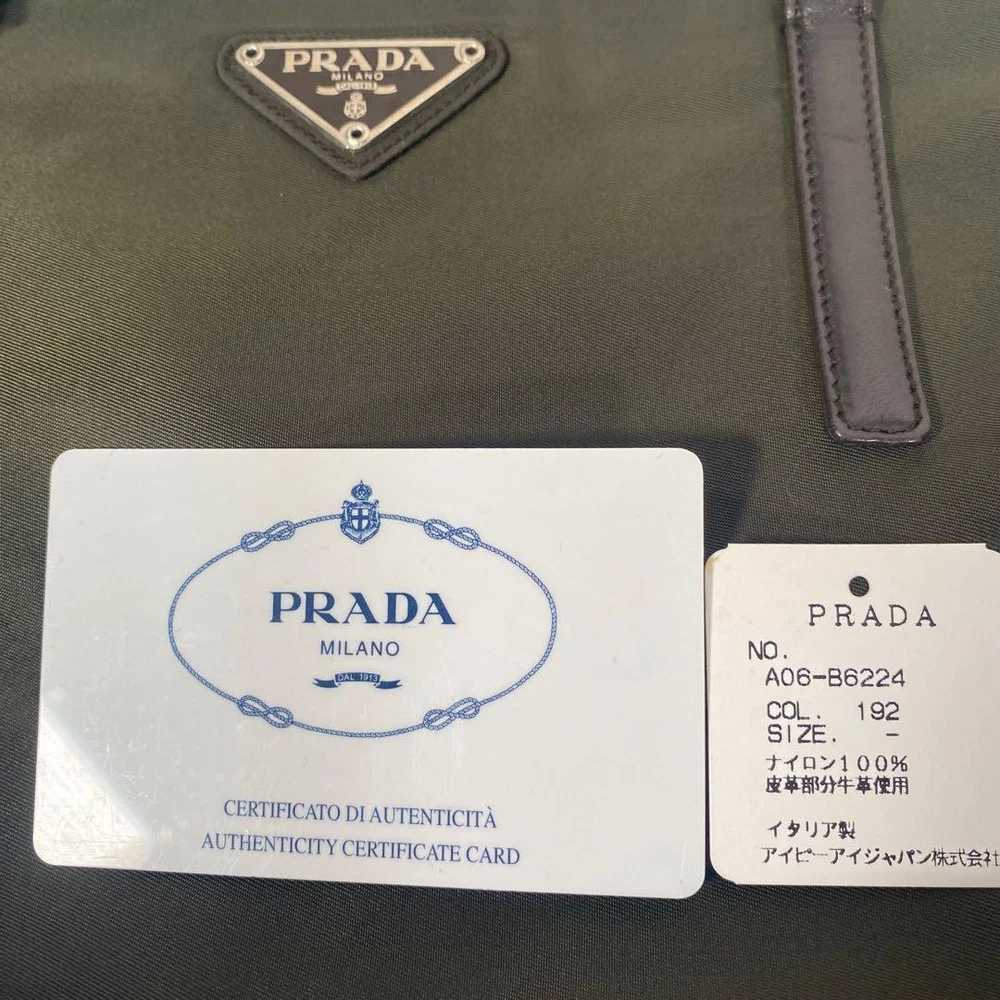 PRADA
MILANO
PRADA
MILANO
DAL 1913
CERTIFICATO DI AUTENTICITÀ
AUTHENTICITY CERTIFICATE CARD
PRADA
NO.
A06-B6224
COL. 192
SIZE. -
ナイロン100%
皮革部分牛革使用
イタリア製
アイピーアイジャパン株式会社